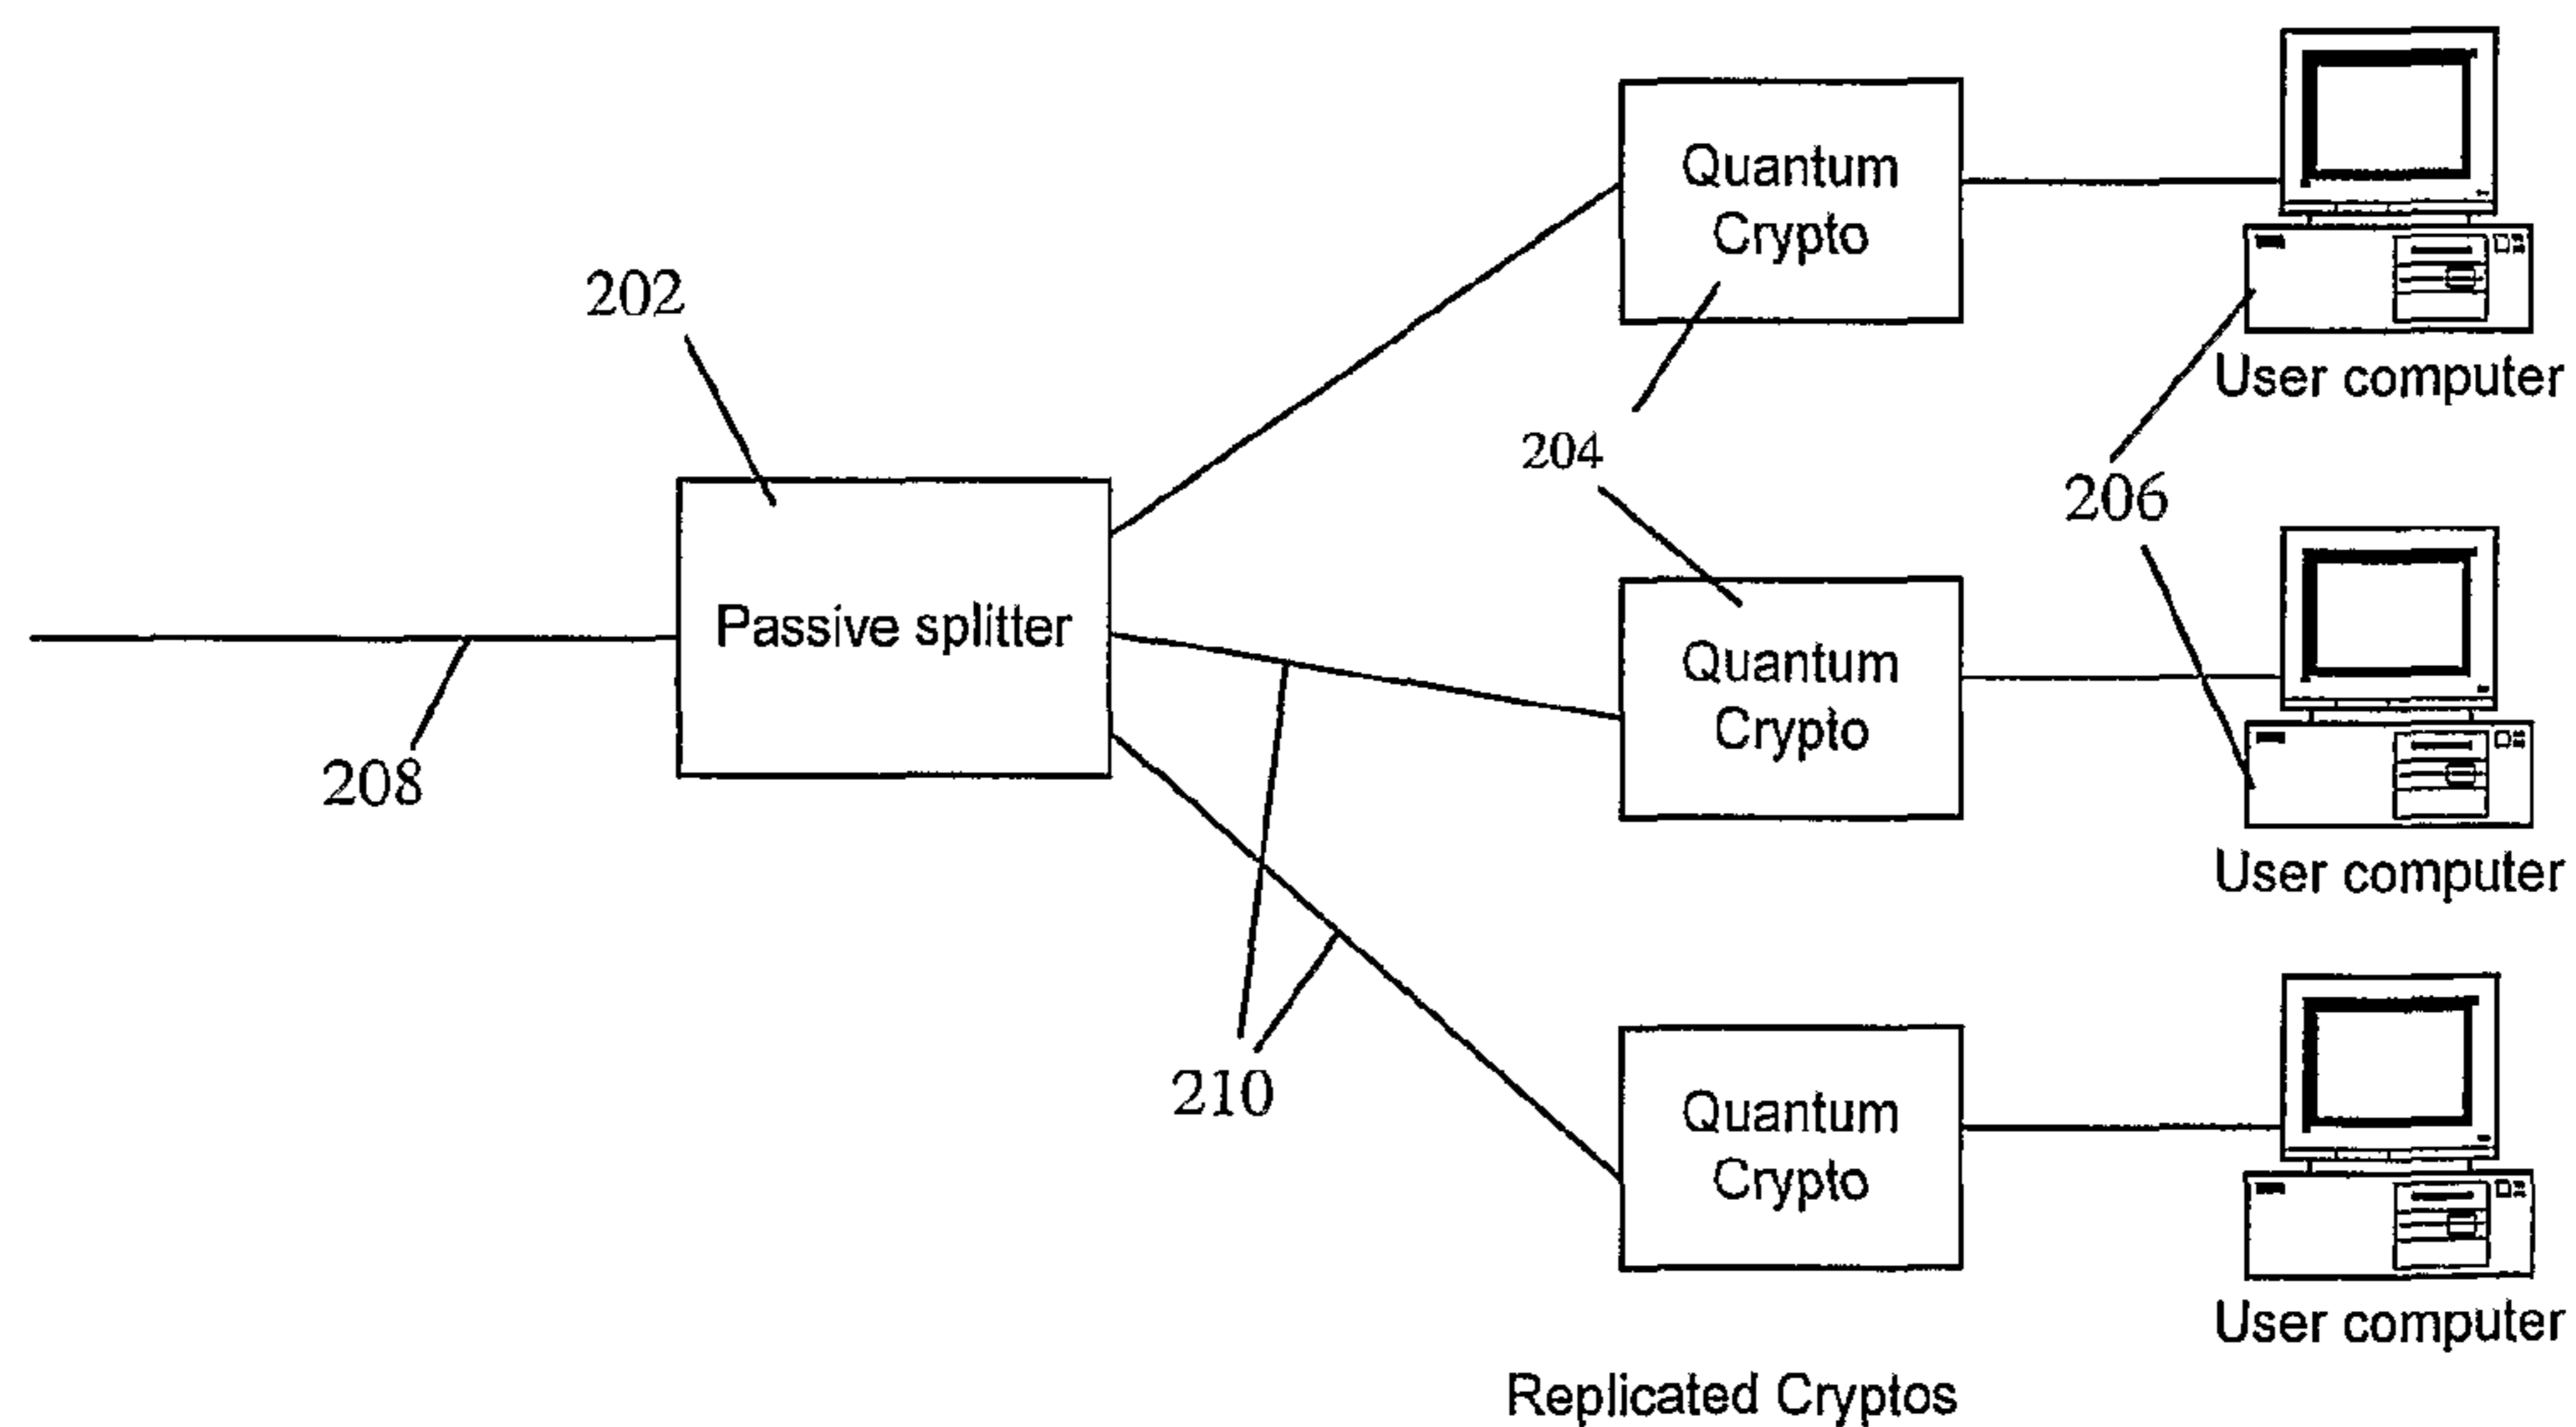 Quantum
Crypto
User computer
202
204
206
Passive splitter
208
Quantum
Crypto
User computer
210
Quantum
Crypto
User computer
Replicated Cryptos